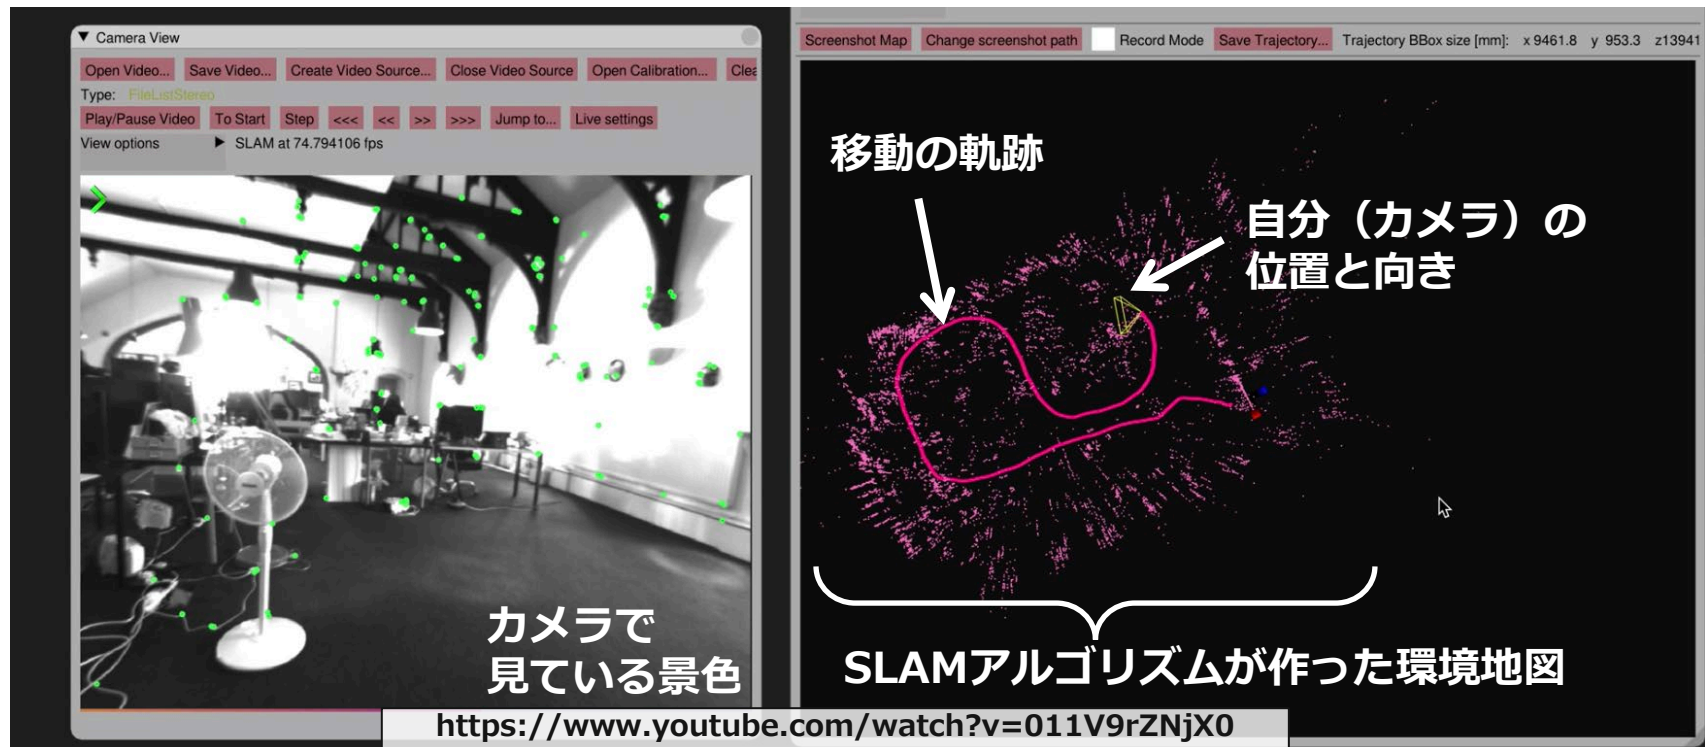 Camera View
Open Video... Save Video... Create Video Source... Close Video Source Open Calibration...
Type: FileListStereo
Play/Pause Video To Start Step <<< << >> >>> Jump to... Live settings
View options SLAM at 74.794106 fps
カメラで
見ている景色
Screenshot Map Change screenshot path Record Mode Save Trajectory... Trajectory BBox size [mm]: x 9461.8 y 953.3 z13941
移動の軌跡
自分（カメラ）の
位置と向き
SLAMアルゴリズムが作った環境地図
https://www.youtube.com/watch?v=011V9rZNjX0